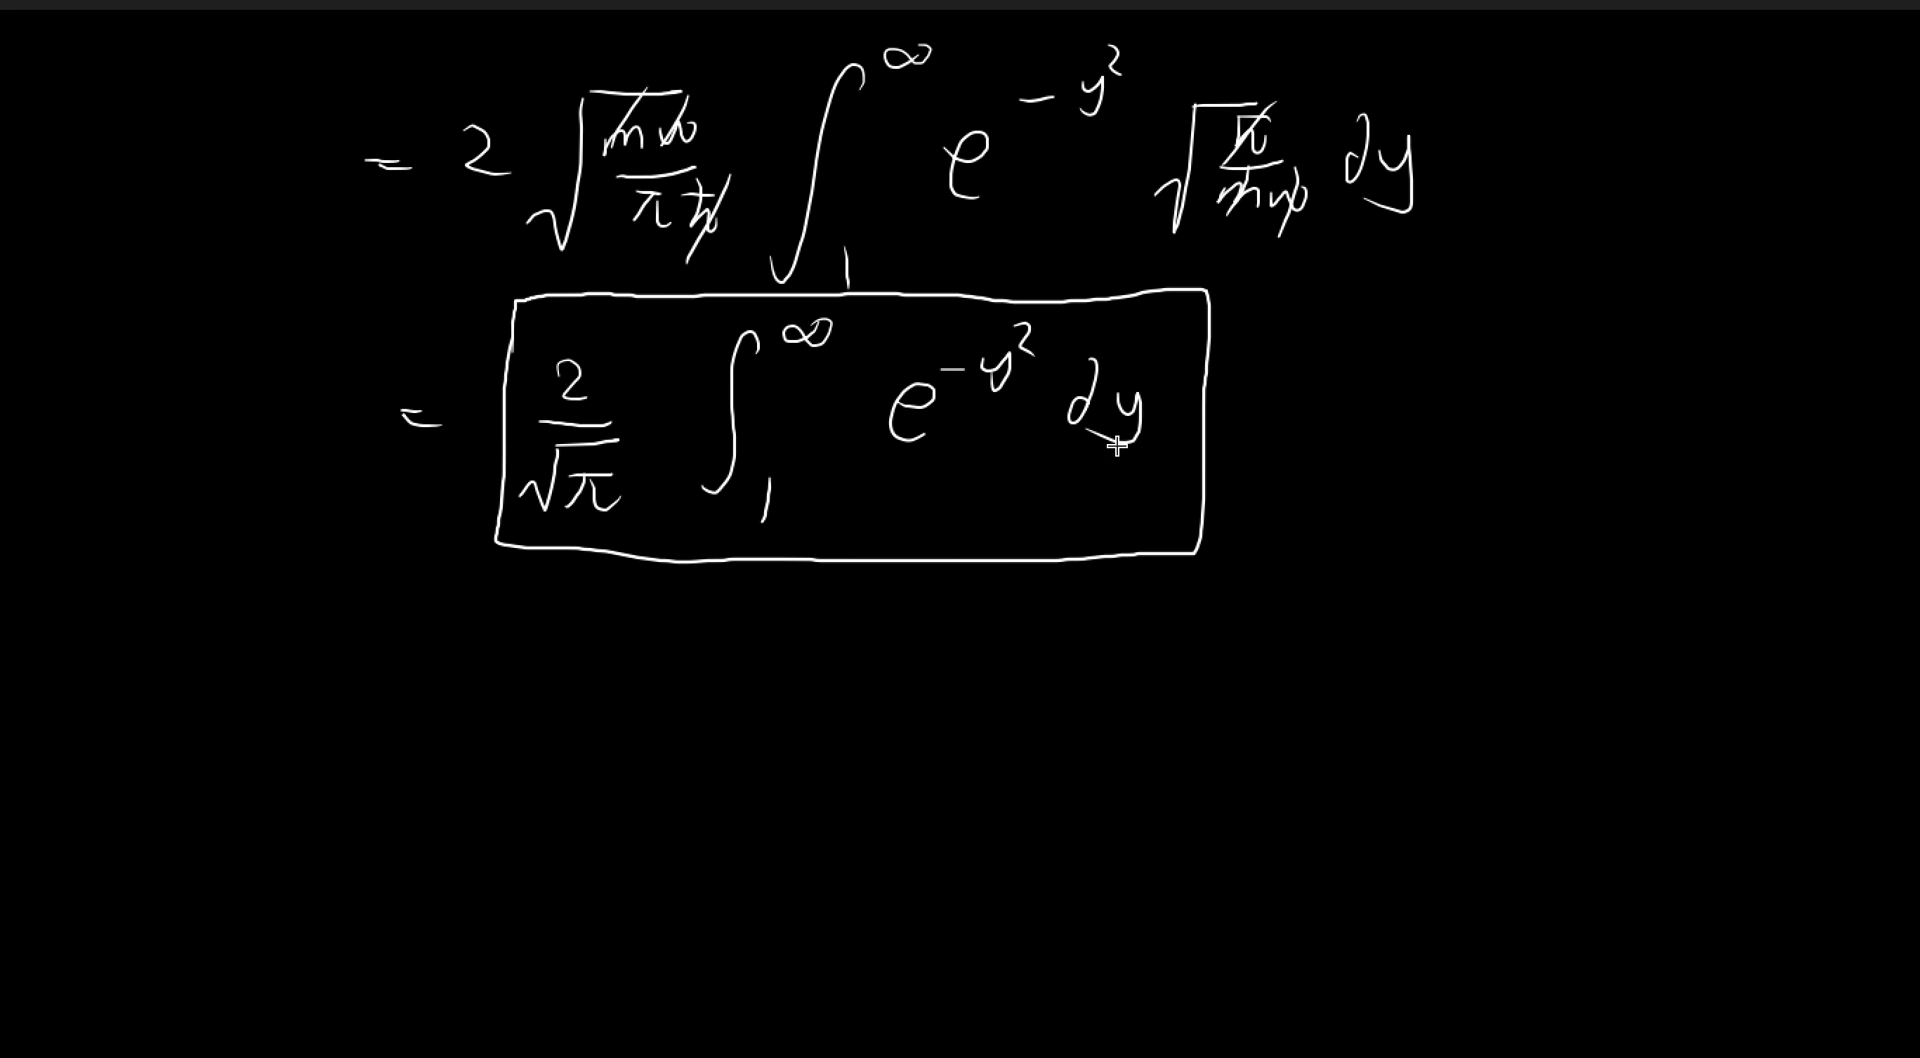 = 2 √(mω/πħ) ∫₁^∞ e^(-y²) √(ħ/mω) dy
= 2/√π ∫₁^∞ e^(-y²) dy